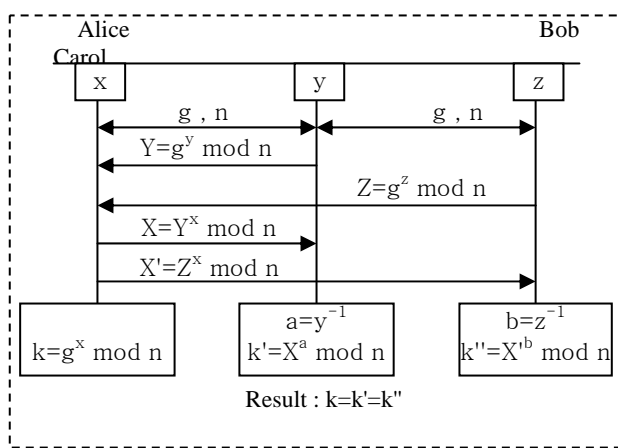 Alice Bob
Carol
x y z
g , n g , n
Y=g^y mod n
Z=g^z mod n
X=Y^x mod n
X'=Z^x mod n
a=y^-1 b=z^-1
k=g^x mod n k'=X^a mod n k''=X'^b mod n
Result : k=k'=k''